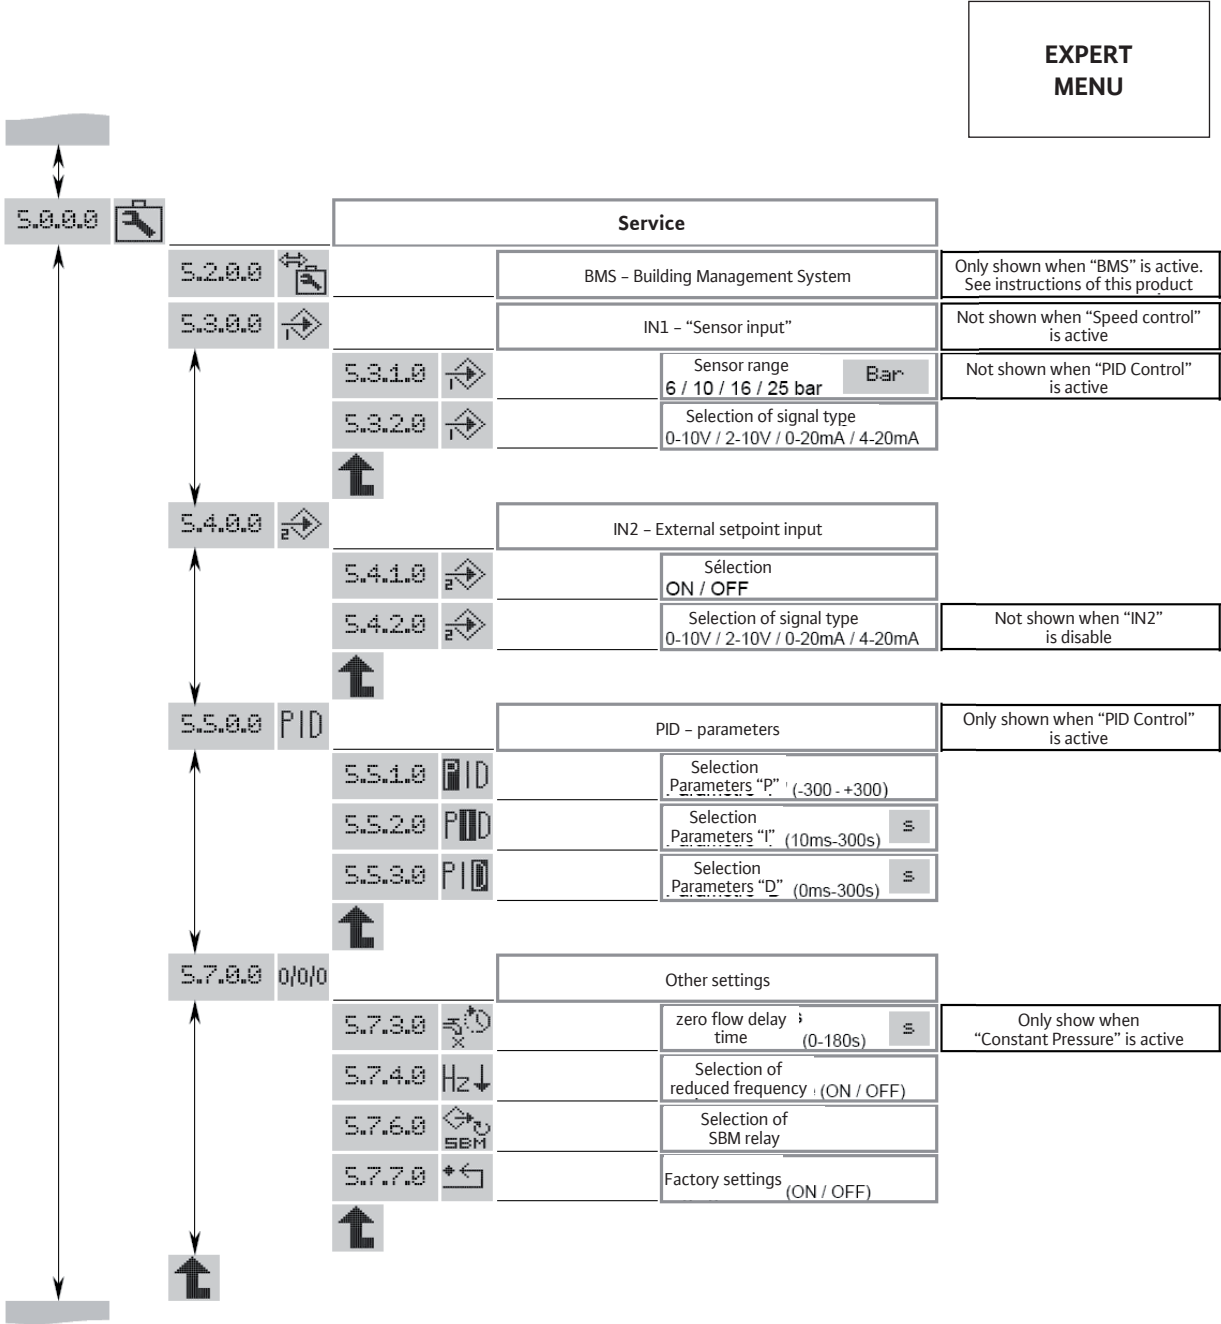 EXPERT
MENU
5.0.0.0
Service
5.2.0.0
BMS – Building Management System
Only shown when “BMS” is active.
See instructions of this product
5.3.0.0
1
IN1 – “Sensor input”
Not shown when “Speed control”
is active
5.3.1.0
1
Sensor range
6 / 10 / 16 / 25 bar
Bar
Not shown when “PID Control”
is active
5.3.2.0
1
Selection of signal type
0-10V / 2-10V / 0-20mA / 4-20mA
5.4.0.0
2
IN2 – External setpoint input
5.4.1.0
2
Sélection
ON / OFF
5.4.2.0
2
Selection of signal type
0-10V / 2-10V / 0-20mA / 4-20mA
Not shown when “IN2”
is disable
5.5.0.0 PID
PID – parameters
Only shown when “PID Control”
is active
5.5.1.0 PID
Selection
Parameters “P” (-300 - +300)
5.5.2.0 PID
Selection
Parameters “I” (10ms-300s)
s
5.5.3.0 PID
Selection
Parameters “D” (0ms-300s)
s
5.7.0.0 0/0/0
Other settings
5.7.3.0
zero flow delay
time (0-180s)
s
Only show when
“Constant Pressure” is active
5.7.4.0 Hz
Selection of
reduced frequency (ON / OFF)
5.7.6.0
SBM
Selection of
SBM relay
5.7.7.0
Factory settings
(ON / OFF)